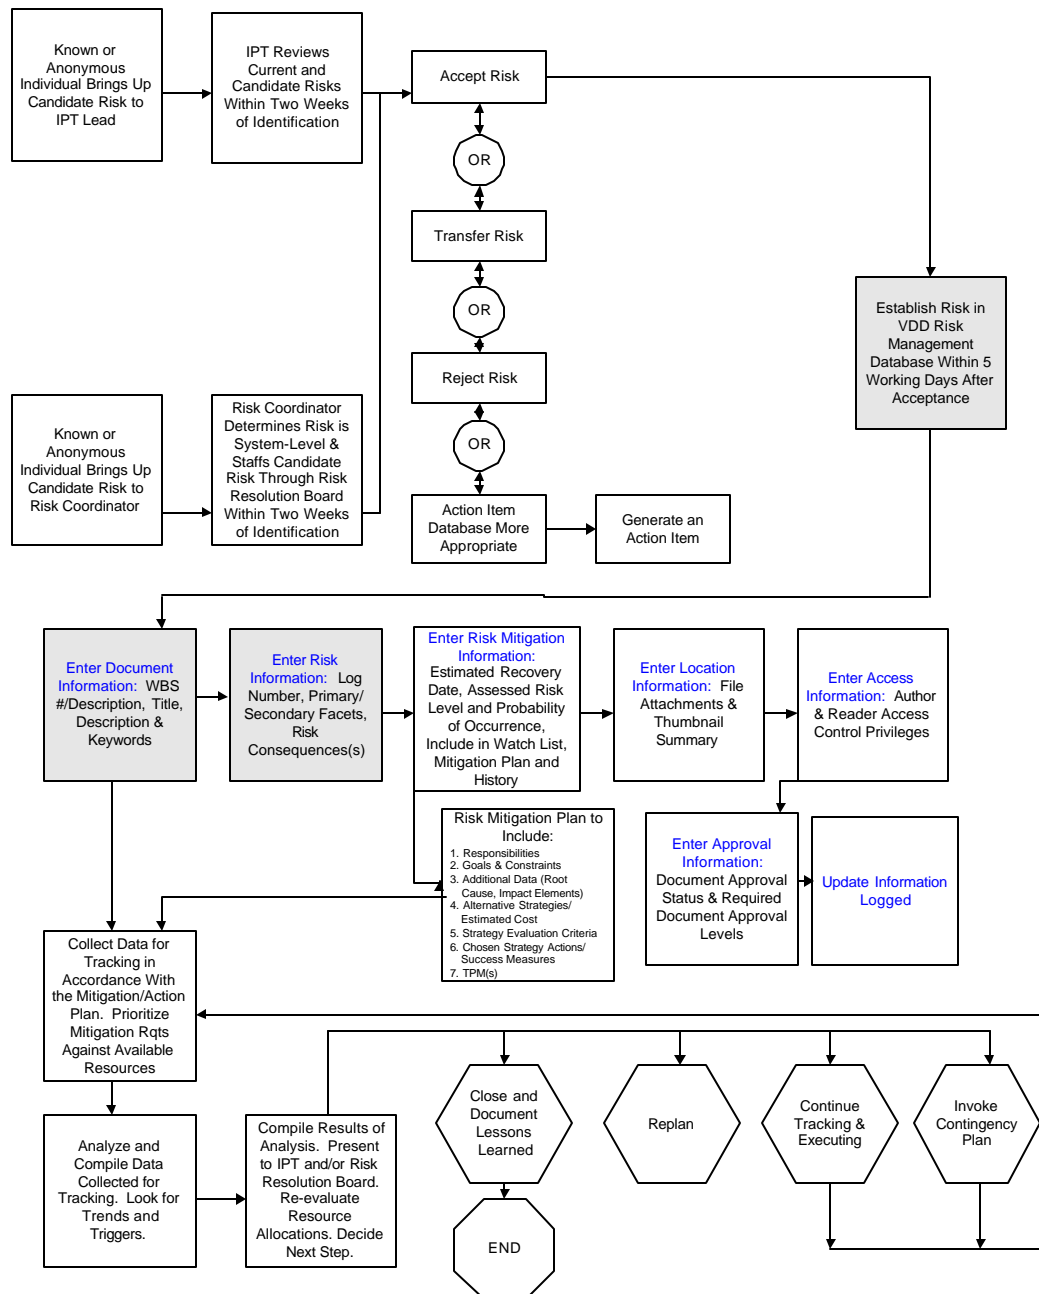 Known or
Anonymous
Individual Brings Up
Candidate Risk to
IPT Lead
IPT Reviews
Current and
Candidate Risks
Within Two Weeks
of Identification
Accept Risk
OR
Transfer Risk
OR
Reject Risk
OR
Action Item
Database More
Appropriate
Generate an
Action Item
Establish Risk in
VDD Risk
Management
Database Within 5
Working Days After
Acceptance
Known or
Anonymous
Individual Brings Up
Candidate Risk to
Risk Coordinator
Risk Coordinator
Determines Risk is
System-Level &
Staffs Candidate
Risk Through Risk
Resolution Board
Within Two Weeks
of Identification
Enter Document
Information: WBS
#/Description, Title,
Description &
Keywords
Enter Risk
Information: Log
Number, Primary/
Secondary Facets,
Risk
Consequences(s)
Enter Risk Mitigation
Information:
Estimated Recovery
Date, Assessed Risk
Level and Probability
of Occurrence,
Include in Watch List,
Mitigation Plan and
History
Enter Location
Information: File
Attachments &
Thumbnail
Summary
Enter Access
Information: Author
& Reader Access
Control Privileges
Risk Mitigation Plan to
Include:
1. Responsibilities
2. Goals & Constraints
3. Additional Data (Root
Cause, Impact Elements)
4. Alternative Strategies/
Estimated Cost
5. Strategy Evaluation Criteria
6. Chosen Strategy Actions/
Success Measures
7. TPM(s)
Enter Approval
Information:
Document Approval
Status & Required
Document Approval
Levels
Update Information
Logged
Collect Data for
Tracking in
Accordance With
the Mitigation/Action
Plan. Prioritize
Mitigation Rqts
Against Available
Resources
Analyze and
Compile Data
Collected for
Tracking. Look for
Trends and
Triggers.
Compile Results of
Analysis. Present
to IPT and/or Risk
Resolution Board.
Re-evaluate
Resource
Allocations. Decide
Next Step.
Close and
Document
Lessons
Learned
END
Replan
Continue
Tracking &
Executing
Invoke
Contingency
Plan